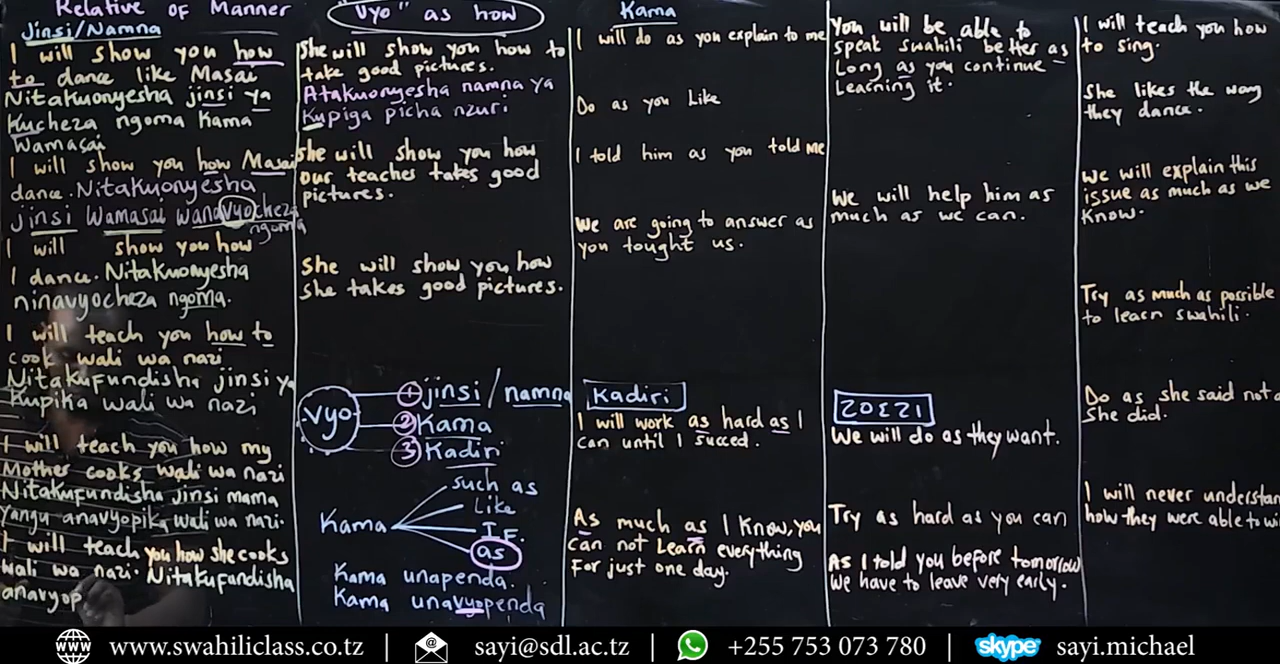 Relative of Manner
Jinsi/Namna
I will show you how
to dance like Masai
Nitakuonyesha jinsi ya
Kucheza ngoma Kama
Wamasai
I will show you how Masai
dance. Nitakuonyesha
jinsi Wamasai wanavyocheza
ngoma
I will show you how
I dance. Nitakuonyesha
ninavyocheza ngoma.
I will teach you how to
cook wali wa nazi
Nitakufundisha jinsi ya
Kupika wali wa nazi
I will teach you how my
Mother cooks wali wa nazi
Nitakufundisha jinsi mama
yangu anavyopika wali wa nazi.
I will teach you how she cooks
wali wa nazi. Nitakufundisha
anavyop
"Vyo" as how
She will show you how to
take good pictures.
Atakuonyesha namna ya
Kupiga picha nzuri
She will show you how
our teaches takes good
pictures.
She will show you how
she takes good pictures.
Vyo
1 jinsi / namna
2 Kama
3 Kadiri
Kama
such as
Like
IF.
as
Kama unapenda.
Kama unavyopenda
Kama
I will do as you explain to me
Do as you Like
I told him as you told me
We are going to answer as
you tought us.
Kadiri
I will work as hard as I
can until I succed.
As much as I know, you
can not Learn everything
For just one day.
You will be able to
speak swahili better as
Long as you continue
Learning it.
We will help him as
much as we can.
We will do as they want.
Try as hard as you can
As I told you before tomorrow
We have to leave very early.
I will teach you how
to sing.
She likes the way
they dance.
We will explain this
issue as much as we
know.
Try as much as possible
to learn swahili.
Do as she said not a
She did.
I will never understan
how they were able to wi
www.swahiliclass.co.tz | sayi@sdl.ac.tz | +255 753 073 780 | skype sayi.michael